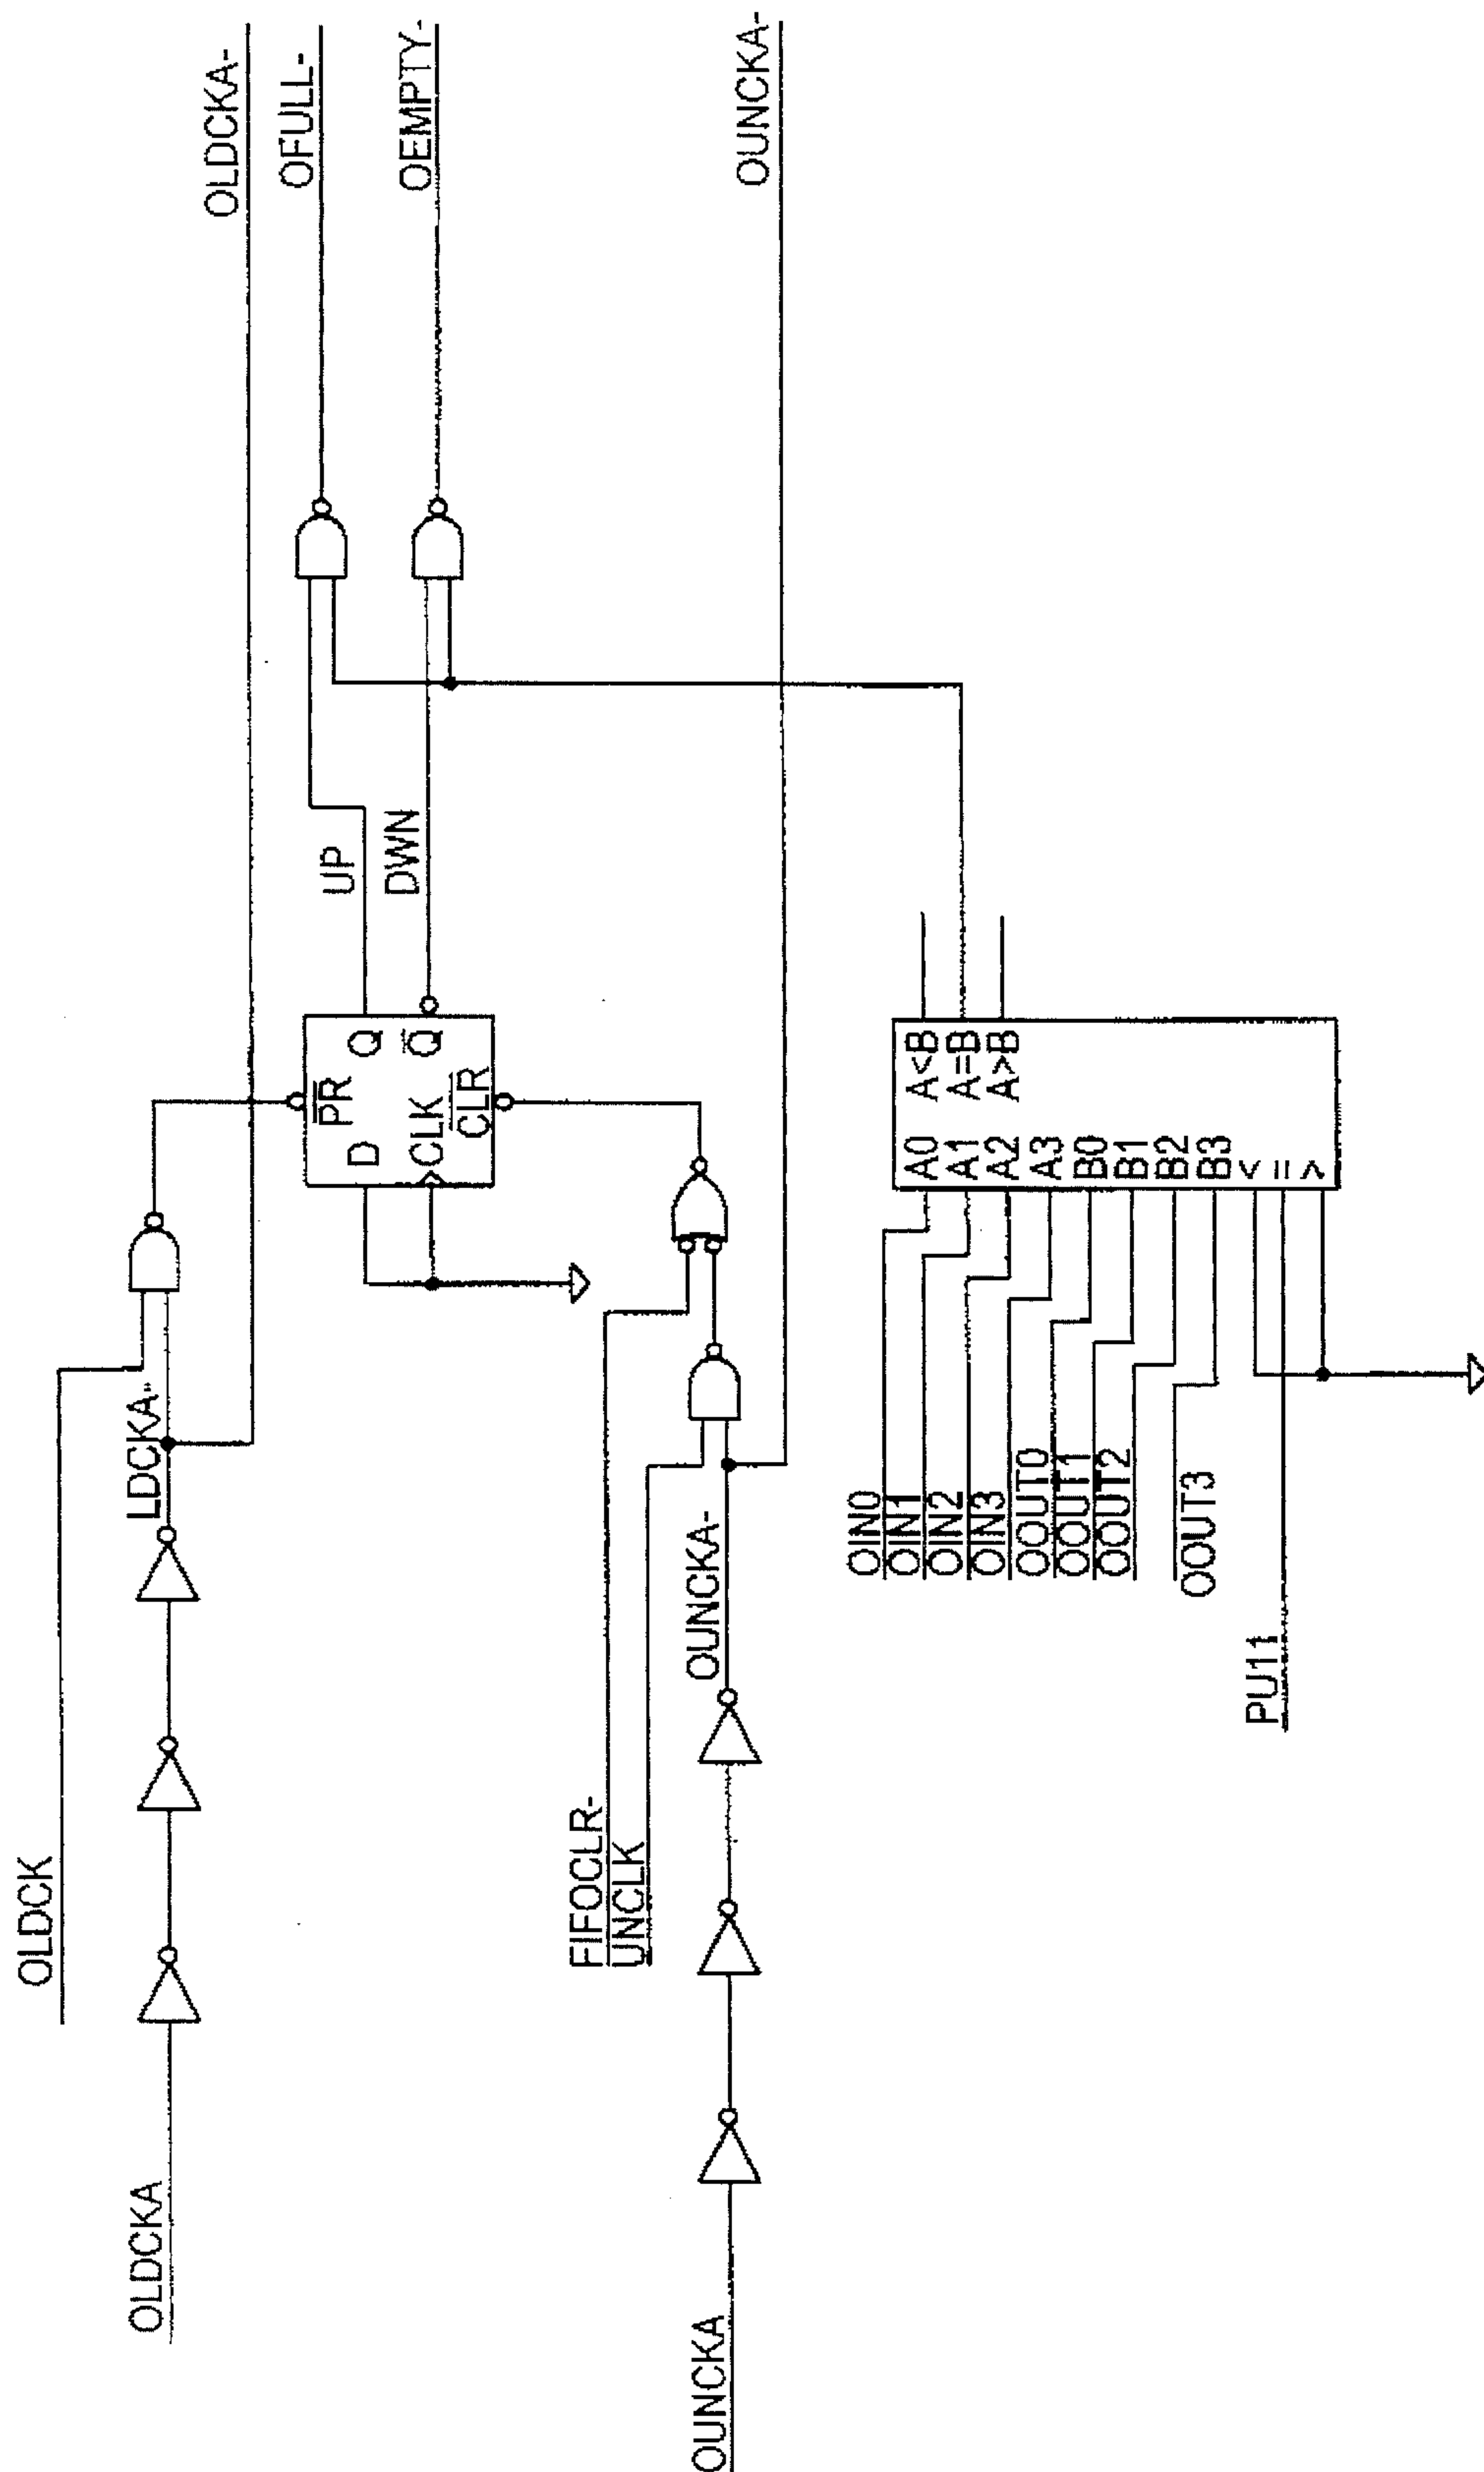 OLDCK
OLDCKA
LDCKA-
OLDCKA-
OFULL-
OEMPTY-
UP
DWN
PR
D
Q
CLK
Q
CLR
FIFOCLR-
UNCLK
OUNCKA
OUNCKA-
OUNCKA-
OIN0
OIN1
OIN2
OIN3
OOUT0
OOUT1
OOUT2
OOUT3
PU11
A0
A1
A2
A3
B0
B1
B2
B3
<
=
>
A<B
A=B
A>B